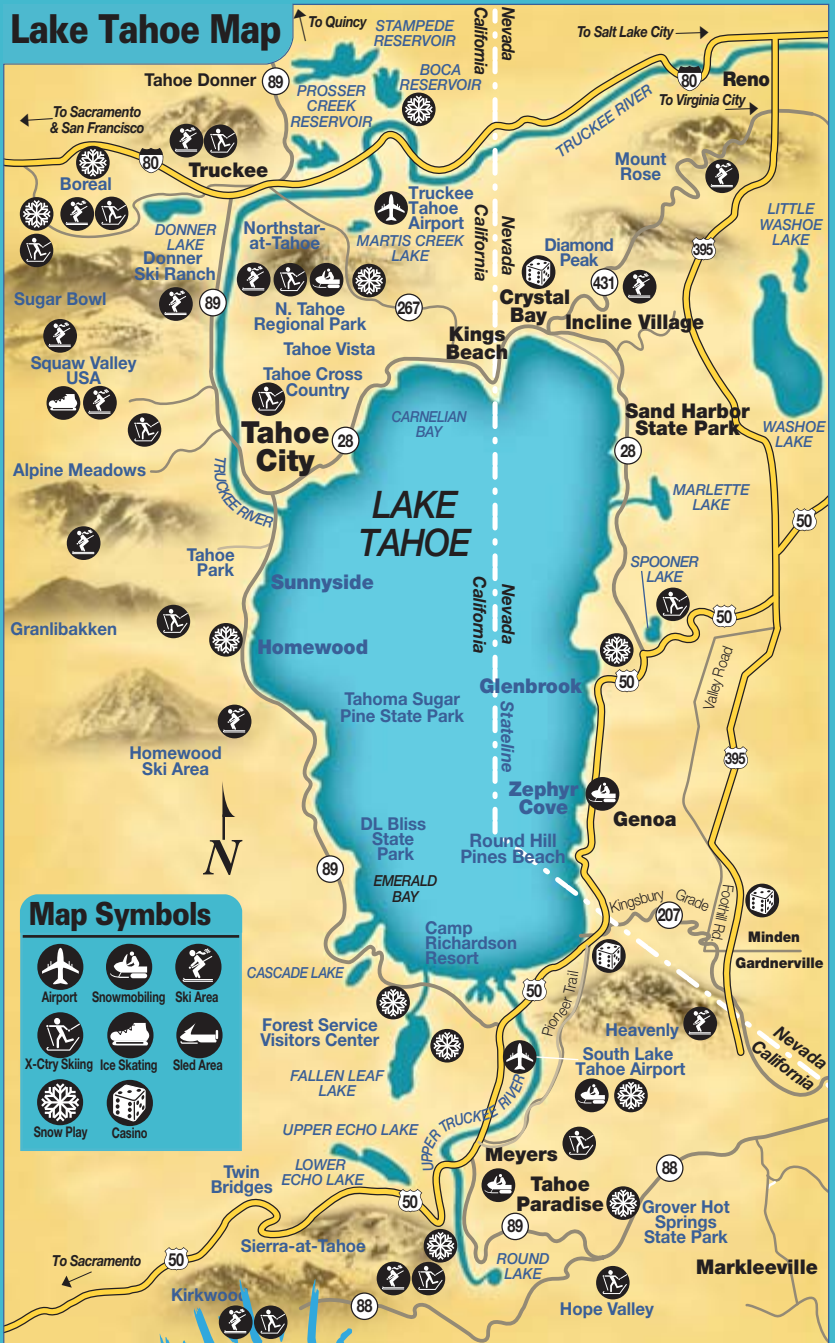 Lake Tahoe Map
To Quincy
STAMPEDE
RESERVOIR
Nevada
California
To Salt Lake City
Tahoe Donner
89
PROSSER
CREEK
RESERVOIR
BOCA
RESERVOIR
80
Reno
To Virginia City
To Sacramento
& San Francisco
TRUCKEE RIVER
80
Truckee
Boreal
Mount
Rose
Truckee
Tahoe
Airport
California
Nevada
LITTLE
WASHOE
LAKE
DONNER
LAKE
Donner
Ski Ranch
Northstar-
at-Tahoe
MARTIS CREEK
LAKE
Diamond
Peak
395
431
89
Sugar Bowl
N. Tahoe
Regional Park
267
Crystal
Bay
Incline Village
Kings
Beach
Tahoe Vista
Squaw Valley
USA
Tahoe Cross
Country
CARNELIAN
BAY
Sand Harbor
State Park
Tahoe
City
28
28
WASHOE
LAKE
Alpine Meadows
TRUCKEE RIVER
LAKE
TAHOE
MARLETTE
LAKE
50
Tahoe
Park
Sunnyside
California
Nevada
SPOONER
LAKE
Granlibakken
50
Homewood
Valley Road
Glenbrook
50
Tahoma Sugar
Pine State Park
Stateline
Homewood
Ski Area
395
Zephyr
Cove
Genoa
N
DL Bliss
State
Park
Round Hill
Pines Beach
89
EMERALD
BAY
Kingsbury Grade
Foothill Rd.
207
Map Symbols
Airport
Snowmobiling
Ski Area
X-Ctry Skiing
Ice Skating
Sled Area
Snow Play
Casino
Camp
Richardson
Resort
Minden
Gardnerville
CASCADE LAKE
50
Pioneer Trail
Forest Service
Visitors Center
Heavenly
Nevada
California
South Lake
Tahoe Airport
FALLEN LEAF
LAKE
UPPER TRUCKEE RIVER
UPPER ECHO LAKE
Meyers
88
LOWER
ECHO LAKE
Twin
Bridges
50
Tahoe
Paradise
89
Grover Hot
Springs
State Park
Sierra-at-Tahoe
50
To Sacramento
ROUND
LAKE
Markleeville
Kirkwood
88
Hope Valley